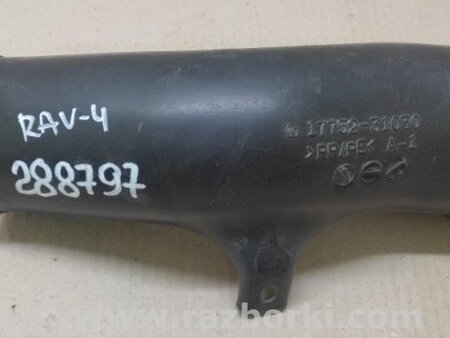 RAV-4
288797
17752-31030
>PP/PE< A-1
www.razborki.com